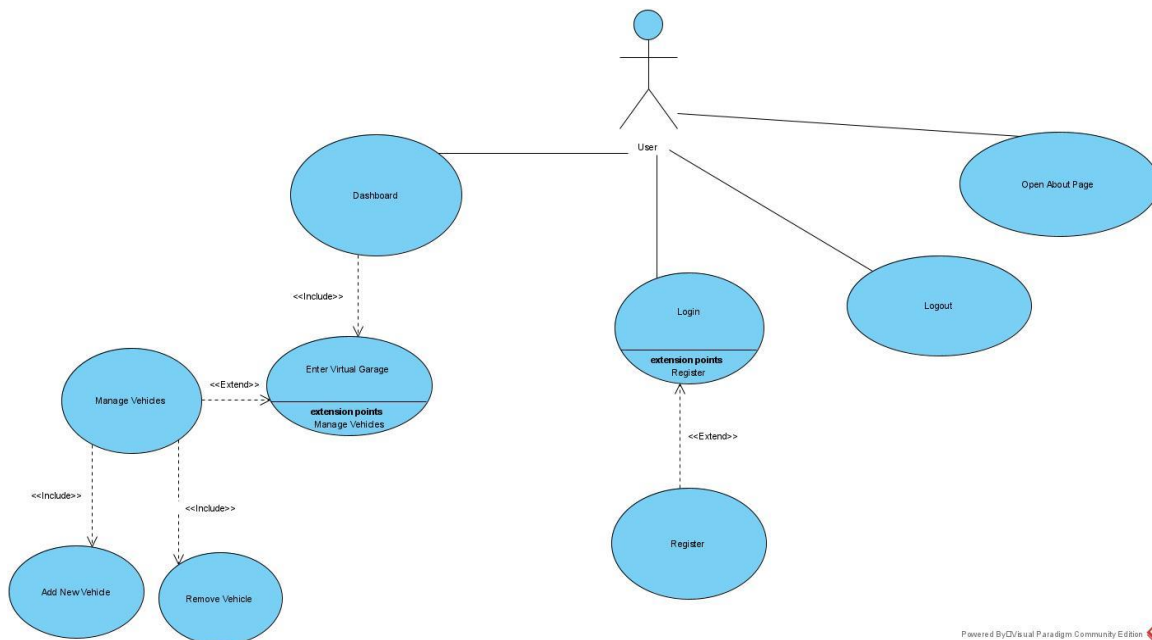 User
Dashboard
Open About Page
<<Include>>
Login
Logout
extension points
Register
Enter Virtual Garage
<<Extend>>
Manage Vehicles
extension points
Manage Vehicles
<<Extend>>
<<Include>>
<<Include>>
Register
Add New Vehicle
Remove Vehicle
Powered By□Visual Paradigm Community Edition